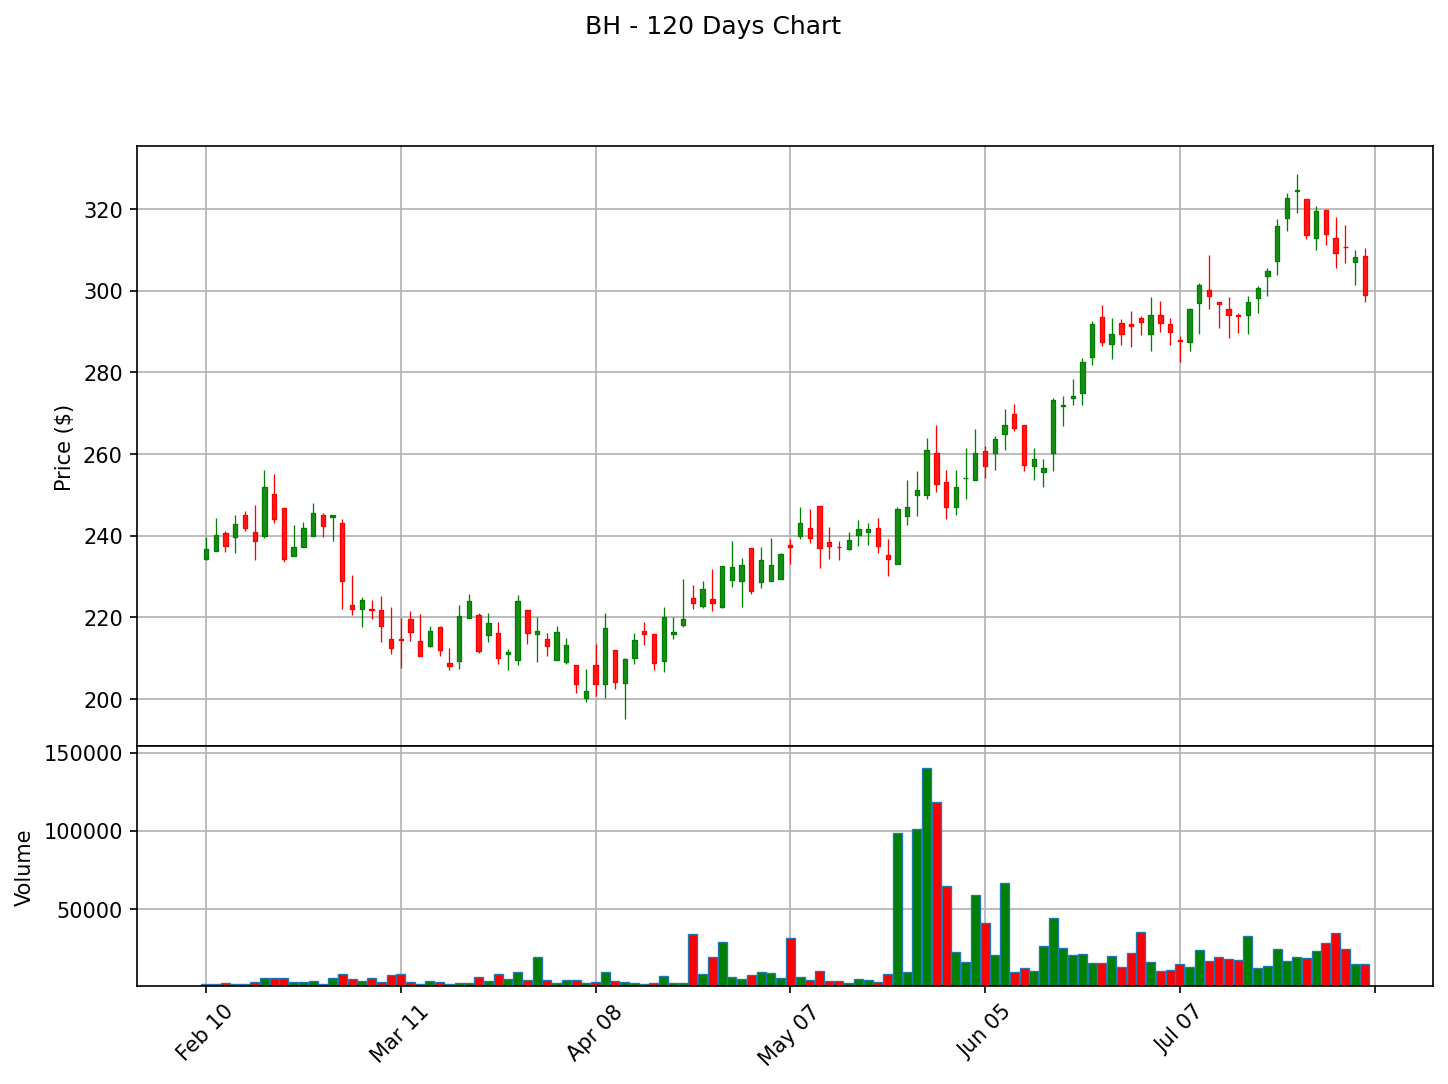 BH - 120 Days Chart
Price ($)
320
300
280
260
240
220
200
Volume
150000
100000
50000
Feb 10
Mar 11
Apr 08
May 07
Jun 05
Jul 07